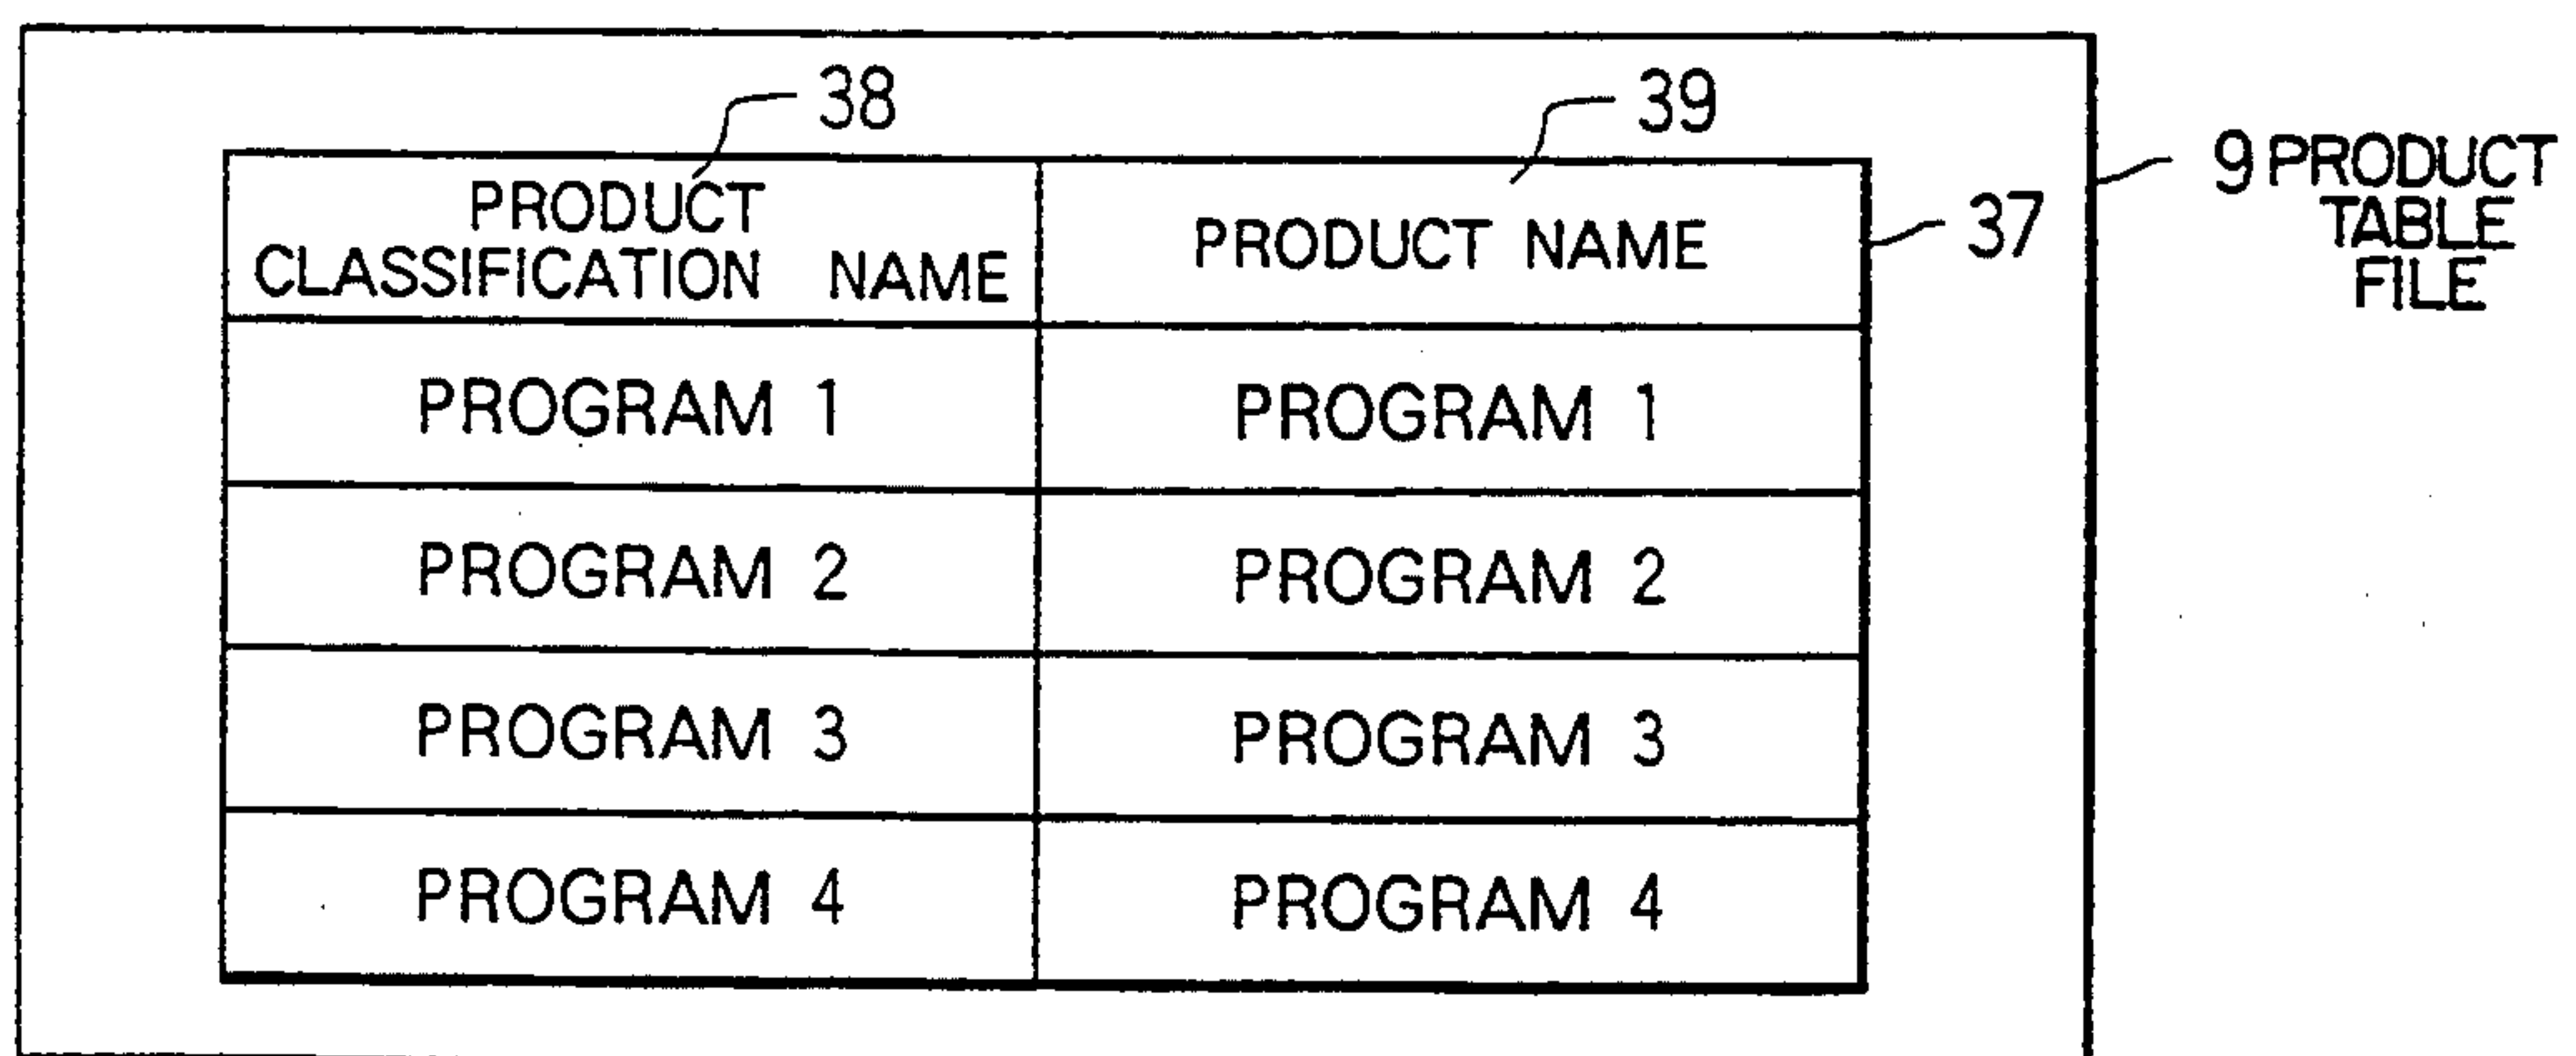 38
39
9 PRODUCT
TABLE
FILE
37
PRODUCT
CLASSIFICATION NAME
PRODUCT NAME
PROGRAM 1
PROGRAM 1
PROGRAM 2
PROGRAM 2
PROGRAM 3
PROGRAM 3
PROGRAM 4
PROGRAM 4